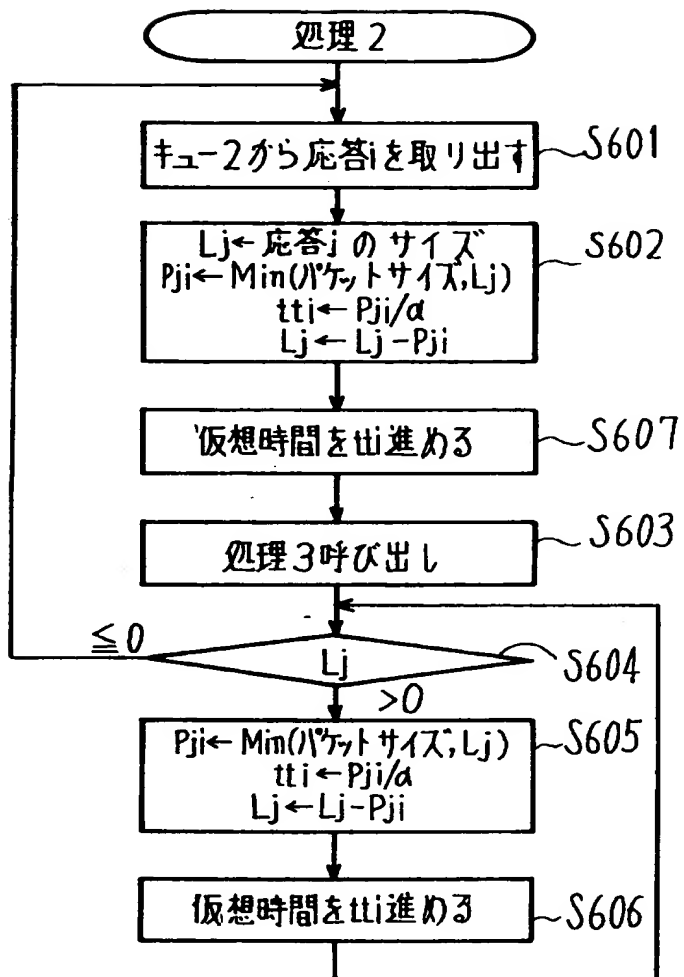 処理2
キュー2から応答iを取り出す
S601
Lj←応答jのサイズ
Pji←Min(パケットサイズ,Lj)
tti←Pji/α
Lj←Lj-Pji
S602
仮想時間をtti進める
S607
処理3呼び出し
S603
≦0
Lj
S604
>0
Pji←Min(パケットサイズ,Lj)
tti←Pji/α
Lj←Lj-Pji
S605
仮想時間をtti進める
S606